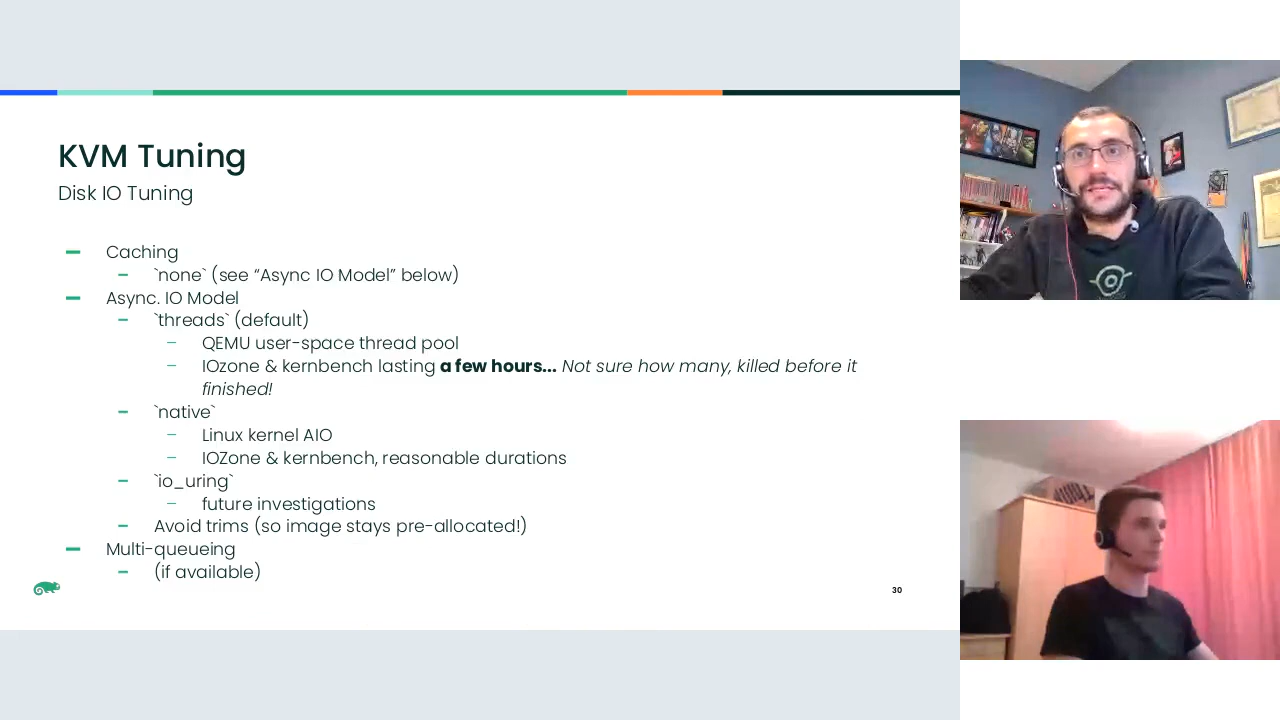 KVM Tuning
Disk IO Tuning
Caching
`none` (see “Async IO Model” below)
Async. IO Model
`threads` (default)
QEMU user-space thread pool
IOzone & kernbench lasting a few hours... Not sure how many, killed before it
finished!
`native`
Linux kernel AIO
IOZone & kernbench, reasonable durations
`io_uring`
future investigations
Avoid trims (so image stays pre-allocated!)
Multi-queueing
(if available)
30